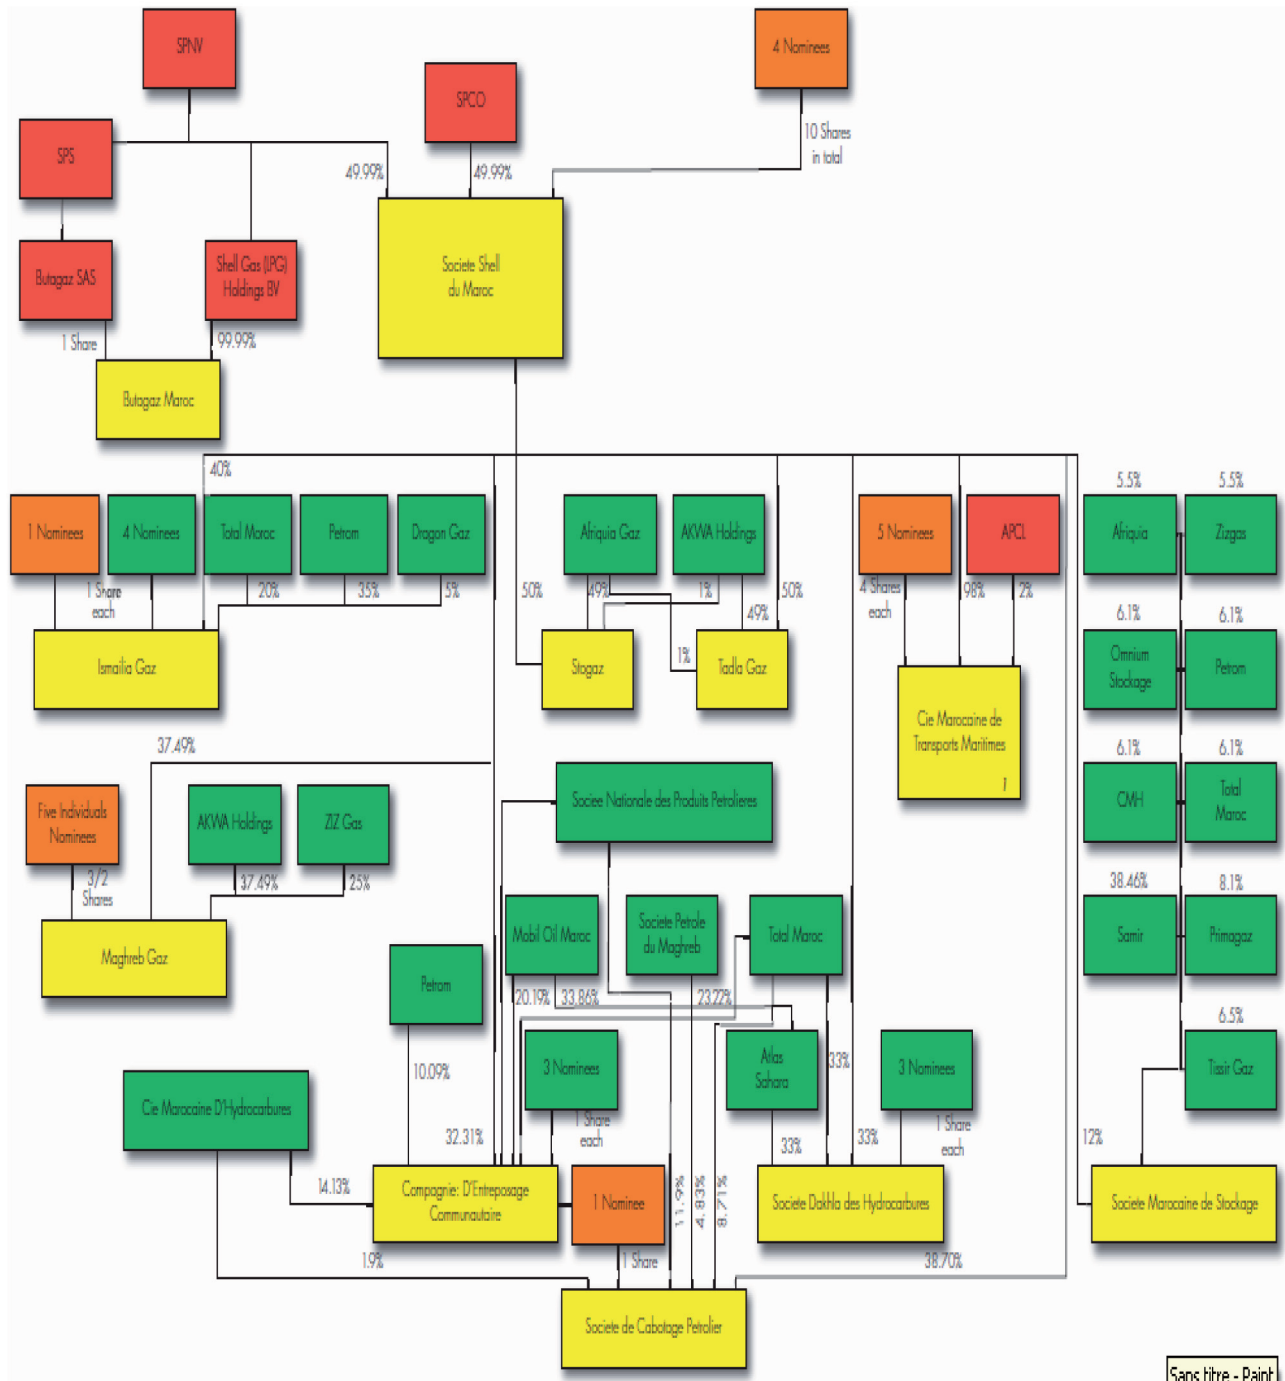 SPNV
4 Nominees
SPCO
SPS
10 Shares
in total
49.99%
49.99%
Butagaz SAS
Shell Gas (LPG)
Holdings BV
Societe Shell
du Maroc
1 Share
99.99%
Butagaz Maroc
40%
1 Nominees
4 Nominees
Total Maroc
Petrom
Dragon Gaz
Afriquia Gaz
AKWA Holdings
5 Nominees
APCL
5.5%
5.5%
Afriquia
Zizgas
1 Share
each
20%
35%
5%
50%
49%
1%
50%
49%
1%
4 Shares
each
98%
2%
Ismailia Gaz
Stogaz
Tadla Gaz
Cie Marocaine de
Transports Maritimes
1
6.1%
6.1%
Omnium
Stockage
Petrom
37.49%
6.1%
6.1%
CMH
Total
Maroc
Five Individuals
Nominees
AKWA Holdings
ZIZ Gas
Sociee Nationale des Produits Petrolieres
3/2
Shares
37.49%
25%
Maghreb Gaz
38.46%
8.1%
Samir
Primagaz
Mobil Oil Maroc
Societe Petrole
du Maghreb
Total Maroc
Petrom
20.19%
33.86%
23.22%
6.5%
Tissir Gaz
10.09%
3 Nominees
Atlas
Sahara
33%
3 Nominees
Cie Marocaine D'Hydrocarbures
1 Share
each
1 Share
each
32.31%
33%
33%
12%
14.13%
Compagnie: D'Entreposage
Communautaire
1 Nominee
11.9%
4.83%
8.71%
Societe Dakhla des Hydrocarbures
Societe Marocaine de Stockage
1.9%
1 Share
38.70%
Societe de Cabotage Petrolier
Sans titre - Paint